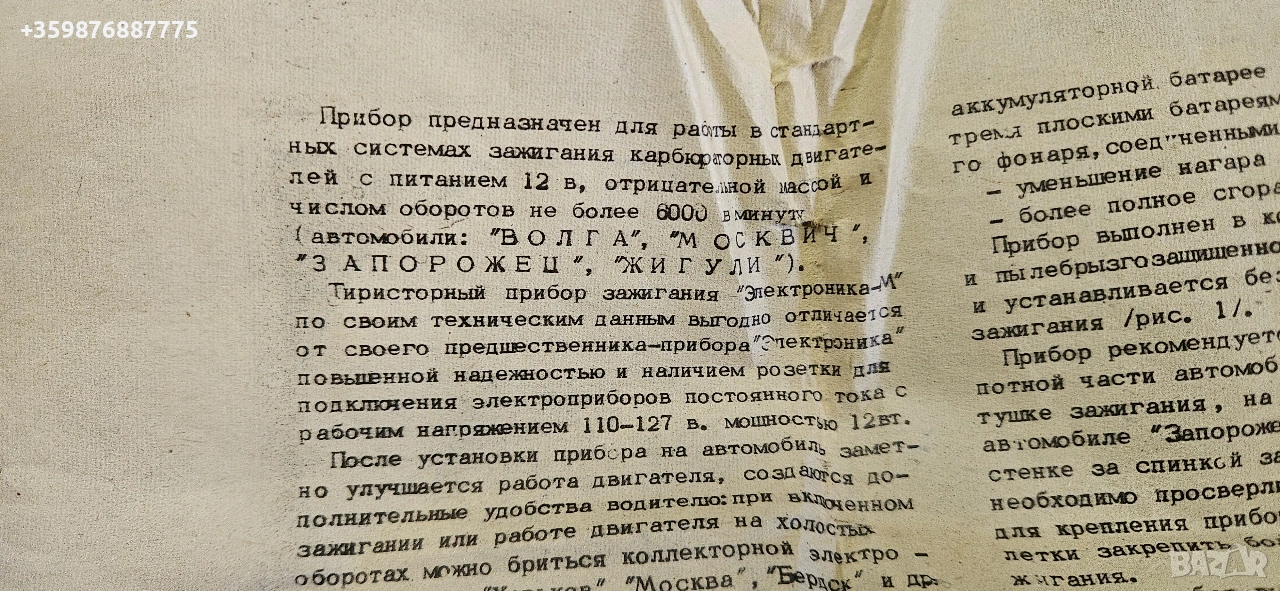 +359876887775
Прибор предназначен для работы в стандарт-
ных системах зажигания карбюраторных двигате-
лей с питанием 12 в, отрицательной массой и
числом оборотов не более 6000 в минуту
(автомобили: "ВОЛГА", "МОСКВИЧ",
"ЗАПОРОЖЕЦ", "ЖИГУЛИ").
Тиристорный прибор зажигания "Электроника-М"
по своим техническим данным выгодно отличается
от своего предшественника-прибора "Электроника"
повышенной надежностью и наличием розетки для
подключения электроприборов постоянного тока с
рабочим напряжением 110-127 в. мощностью 12вт.
После установки прибора на автомобиль замет-
но улучшается работа двигателя, создаются до-
полнительные удобства водителю: при включенном
зажигании или работе двигателя на холостых
оборотах можно бриться коллекторной электро -
"Москва", "Бердск" и др.
аккумуляторной батарее
тремя плоскими батареям
го фонаря, соединенными
- уменьшение нагара
- более полное сгора
Прибор выполнен в ко
и пылебрызгозащищенно
и устанавливается без
зажигания /рис. 1/.
Прибор рекомендуетс
потной части автомоб
тушке зажигания, на
автомобиле "Запороже
стенке за спинкой за
необходимо просверли
для крепления прибо
летки закрепить бол
жигания.
BAZAR